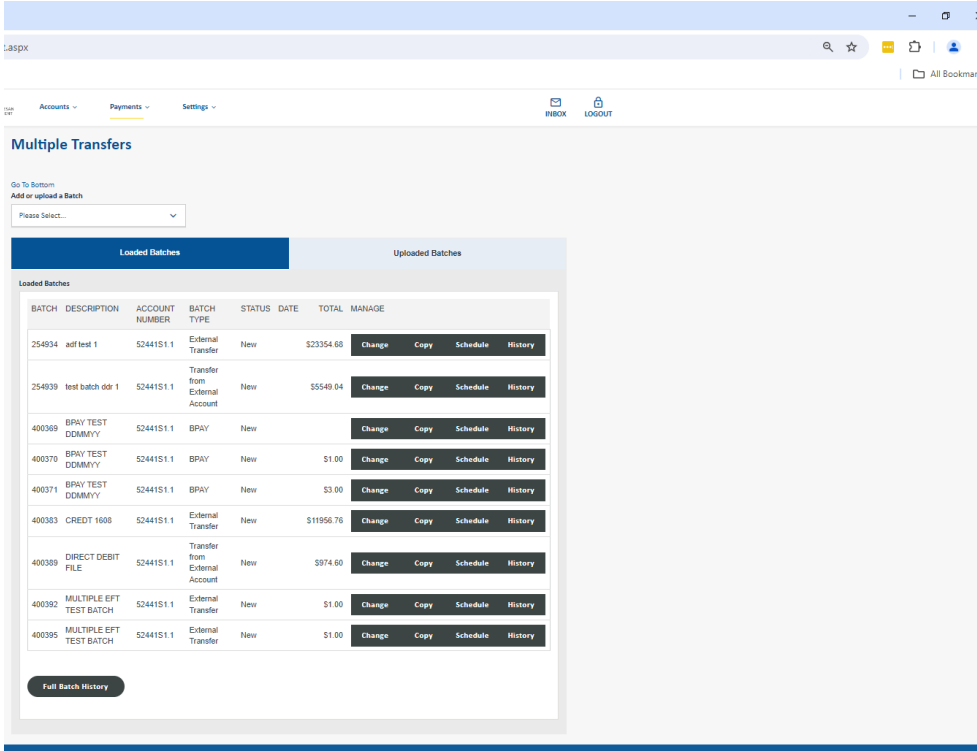 t.aspx
All Bookmar
Accounts
Payments
Settings
INBOX
LOGOUT
Multiple Transfers
Go To Bottom
Add or upload a Batch
Please Select...
Loaded Batches
Uploaded Batches
Loaded Batches
BATCH DESCRIPTION ACCOUNT NUMBER BATCH TYPE STATUS DATE TOTAL MANAGE
254934 adf test 1 52441S1.1 External Transfer New $23354.68 Change Copy Schedule History
254939 test batch ddr 1 52441S1.1 Transfer from External Account New $5549.04 Change Copy Schedule History
400369 BPAY TEST DDMMYY 52441S1.1 BPAY New Change Copy Schedule History
400370 BPAY TEST DDMMYY 52441S1.1 BPAY New $1.00 Change Copy Schedule History
400371 BPAY TEST DDMMYY 52441S1.1 BPAY New $3.00 Change Copy Schedule History
400383 CREDT 1608 52441S1.1 External Transfer New $11956.76 Change Copy Schedule History
400389 DIRECT DEBIT FILE 52441S1.1 Transfer from External Account New $974.60 Change Copy Schedule History
400392 MULTIPLE EFT TEST BATCH 52441S1.1 External Transfer New $1.00 Change Copy Schedule History
400395 MULTIPLE EFT TEST BATCH 52441S1.1 External Transfer New $1.00 Change Copy Schedule History
Full Batch History